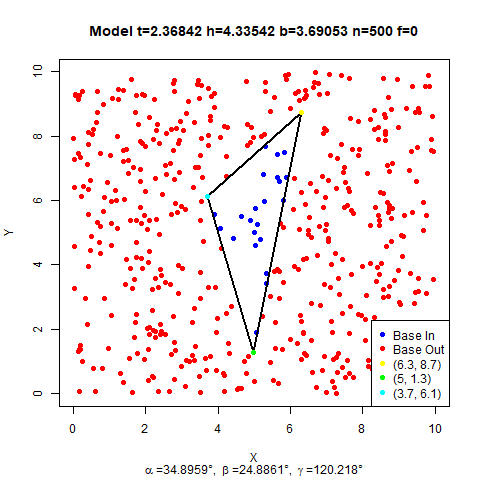 Model t=2.36842 h=4.33542 b=3.69053 n=500 f=0
10
8
6
4
2
0
Y
Base In
Base Out
(6.3, 8.7)
(5, 1.3)
(3.7, 6.1)
0 2 4 6 8 10
X
α=34.8959°, β=24.8861°, γ=120.218°